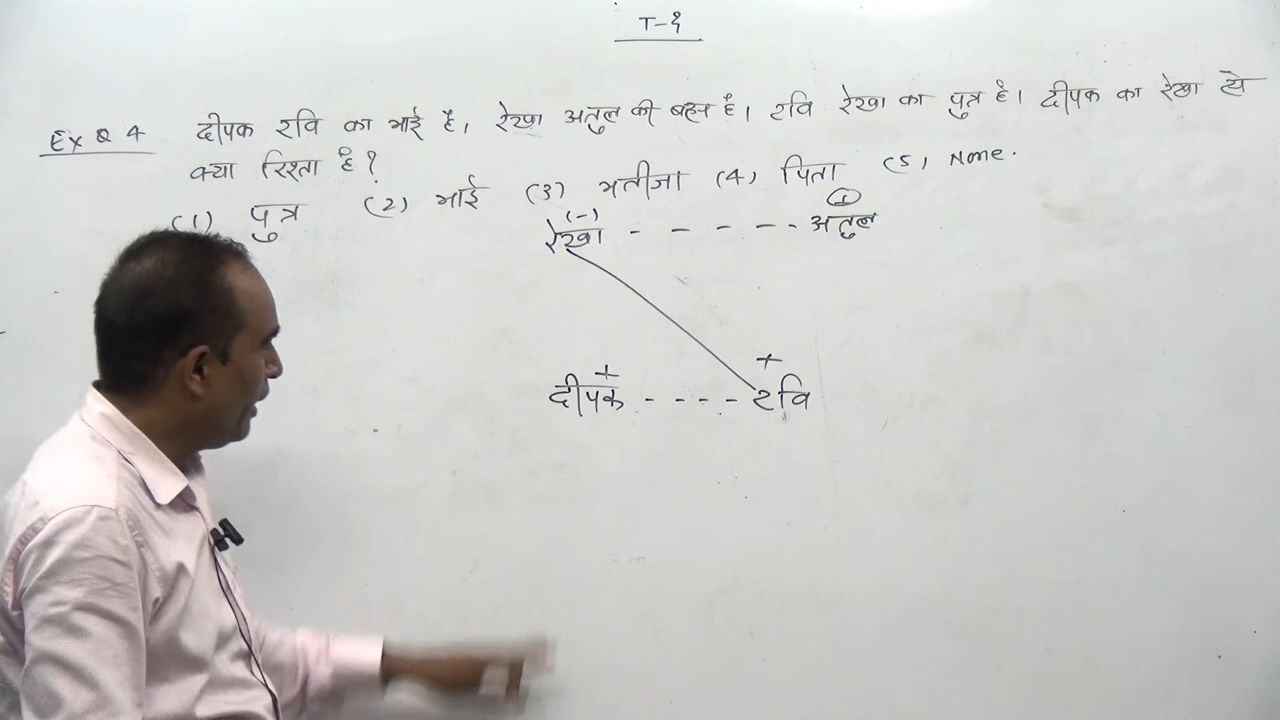 T-१
Ex Q 4 दीपक रवि का भाई है, रेखा अतुल की बहन है। रवि रेखा का पुत्र है। दीपक का रेखा से
क्या रिश्ता है?
(1) पुत्र (2) भाई (3) भतीजा (4) पिता (5) None.
(-) +
रेखा - - - - - अतुल
+ +
दीपक - - - - रवि